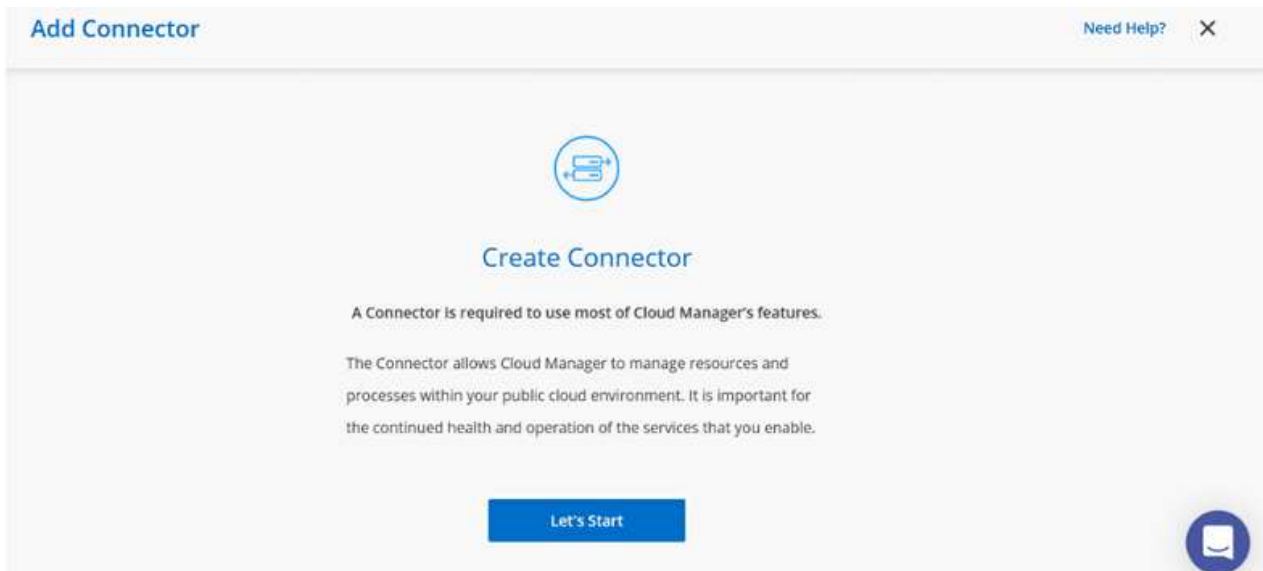 Add Connector
Need Help?
Create Connector
A Connector is required to use most of Cloud Manager's features.
The Connector allows Cloud Manager to manage resources and
processes within your public cloud environment. It is important for
the continued health and operation of the services that you enable.
Let's Start